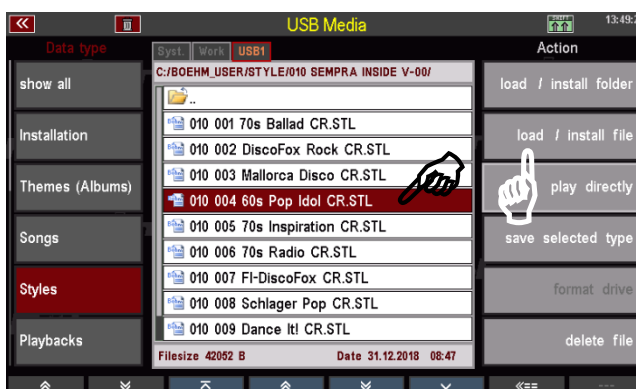 USB Media
13:49:2
Data type
Syst. Work USB1
Action
C:/BOEHM_USER/STYLE/010 SEMPRA INSIDE V-00/
show all
Installation
Themes (Albums)
Songs
Styles
Playbacks
..
010 001 70s Ballad CR.STL
010 002 DiscoFox Rock CR.STL
010 003 Mallorca Disco CR.STL
010 004 60s Pop Idol CR.STL
010 005 70s Inspiration CR.STL
010 006 70s Radio CR.STL
010 007 Fl-DiscoFox CR.STL
010 008 Schlager Pop CR.STL
010 009 Dance It! CR.STL
Filesize 42052 B Date 31.12.2018 08:47
load / install folder
load / install file
play directly
save selected type
format drive
delete file
«==
---